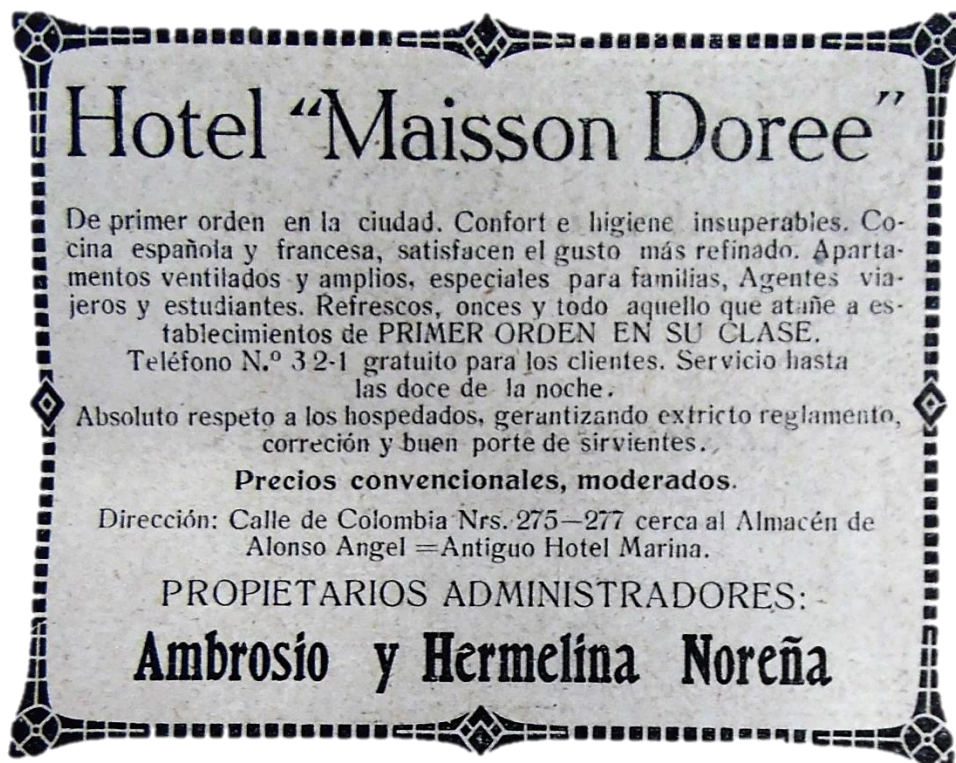 Hotel “Maisson Doree”
De primer orden en la ciudad. Confort e higiene insuperables. Co-
cina española y francesa, satisfacen el gusto más refinado. Aparta-
mentos ventilados y amplios, especiales para familias, Agentes via-
jeros y estudiantes. Refrescos, onces y todo aquello que atañe a es-
tablecimientos de PRIMER ORDEN EN SU CLASE.
Teléfono N.º 3 2-1 gratuito para los clientes. Servicio hasta
las doce de la noche.
Absoluto respeto a los hospedados, gerantizando extricto reglamento,
correción y buen porte de sirvientes.
Precios convencionales, moderados.
Dirección: Calle de Colombia Nrs. 275—277 cerca al Almacén de
Alonso Angel =Antiguo Hotel Marina.
PROPIETARIOS ADMINISTRADORES:
Ambrosio y Hermelina Noreña